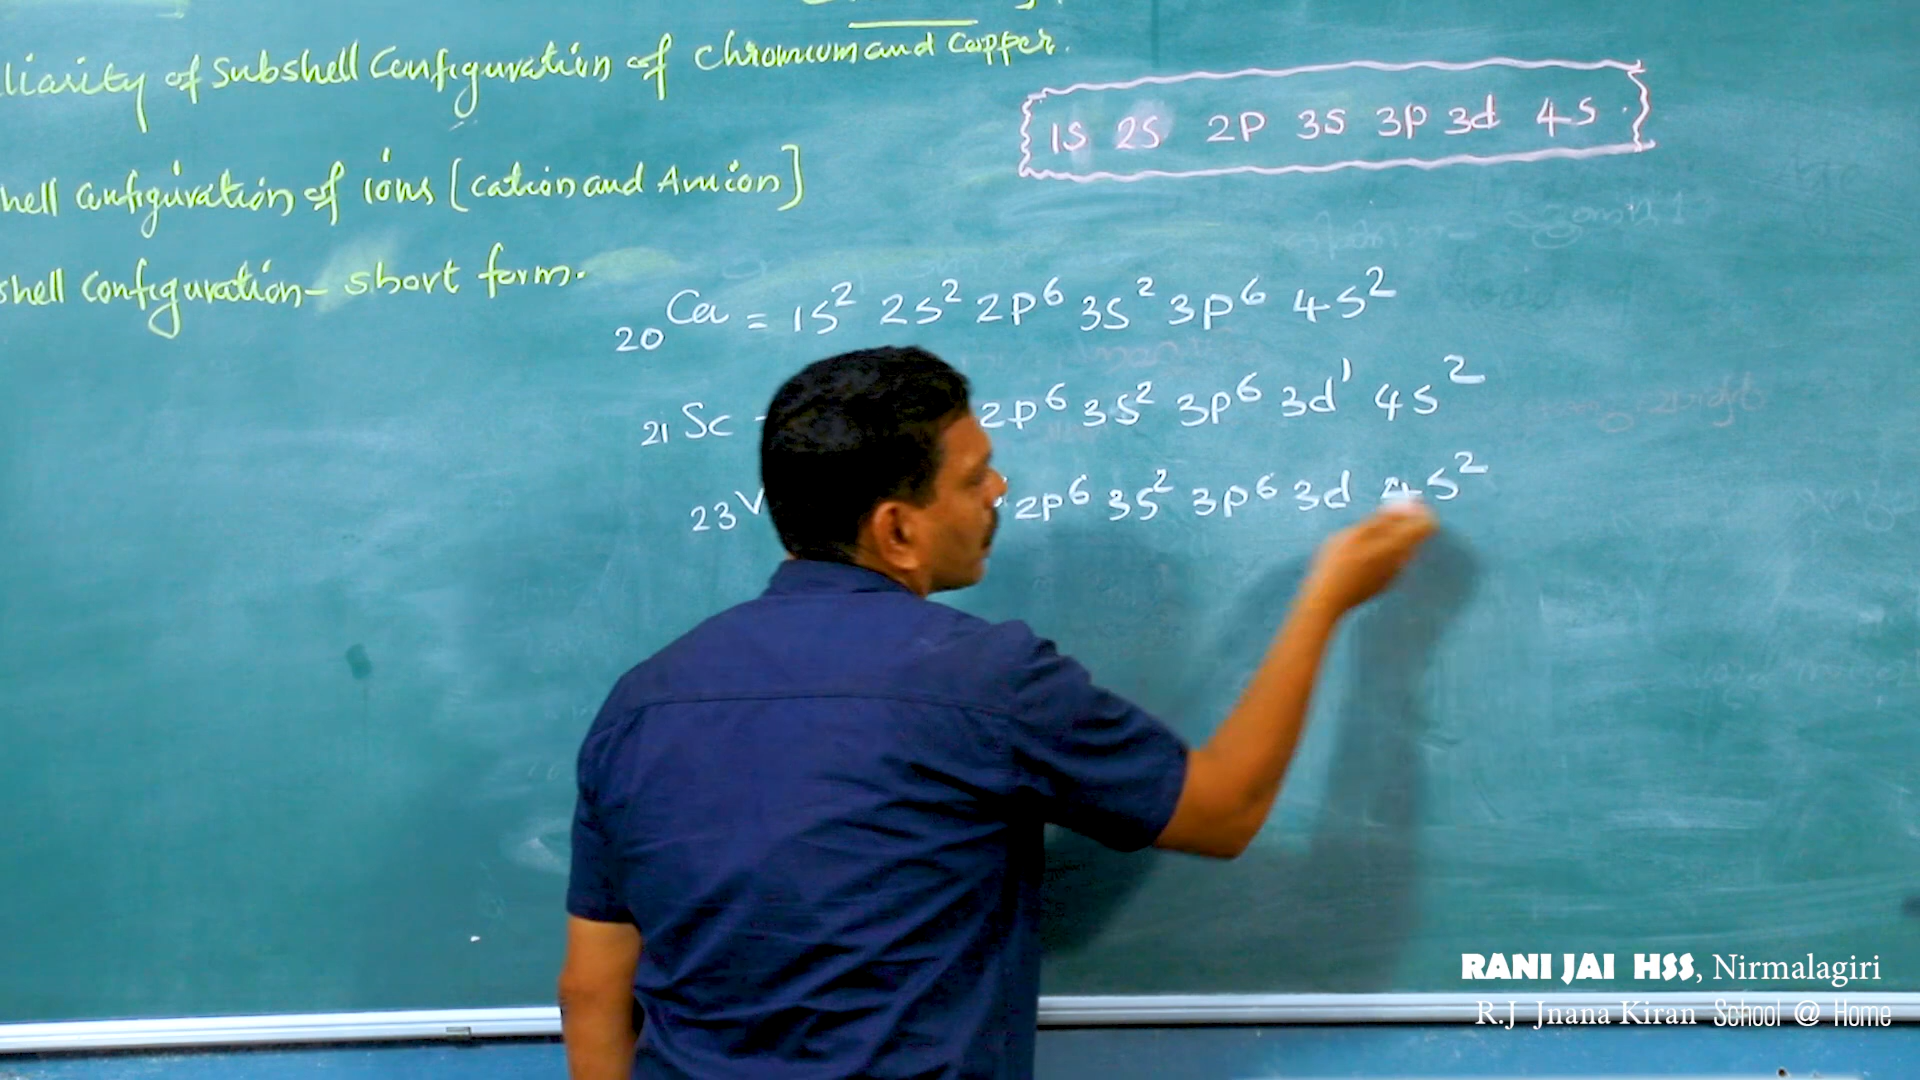 liarity of Subshell Configuration of Chromium and Copper.
1s 2s 2p 3s 3p 3d 4s
hell Configuration of ions [Cation and Anion]
shell Configuration – short form.
₂₀Ca = 1s² 2s² 2p⁶ 3s² 3p⁶ 4s²
₂₁Sc - 2p⁶ 3s² 3p⁶ 3d¹ 4s²
₂₃V 2p⁶ 3s² 3p⁶ 3d 4s²
RANI JAI HSS, Nirmalagiri
R.J Jnana Kiran School @ Home